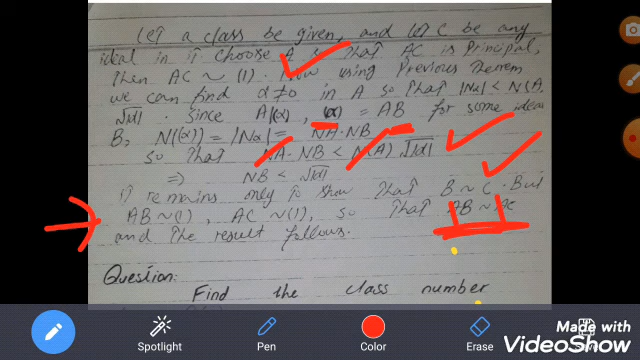 Let a class be given, and let C be any
ideal in it. Choose A so that AC is Principal,
Then AC ~ (1). Now using Previous Theorem
we can find α≠0 in A so that |Nα| < N(A)
√|d| . Since A|(α), (α) = AB for some ideal
B, N((α)) = |Nα| = NA·NB
so that NA·NB < N(A) √|d|
⇒ NB < √|d|
It remains only to show that B ~ C. But
AB ~ (1), AC ~ (1), so that AB ~ AC
and the result follows.
Question:
Find the class number
Spotlight
Pen
Color
Erase
Made with
VideoShow